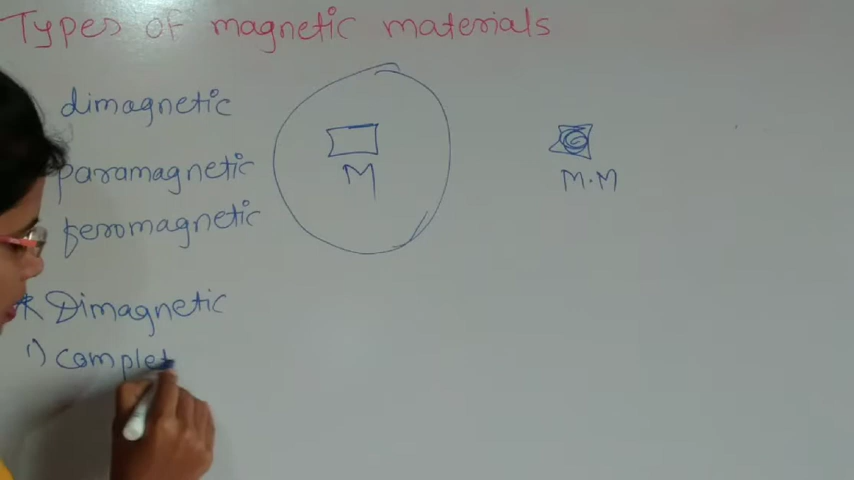 Types of magnetic materials
dimagnetic
paramagnetic
feromagnetic
M
M.M
* Dimagnetic
1) Complet